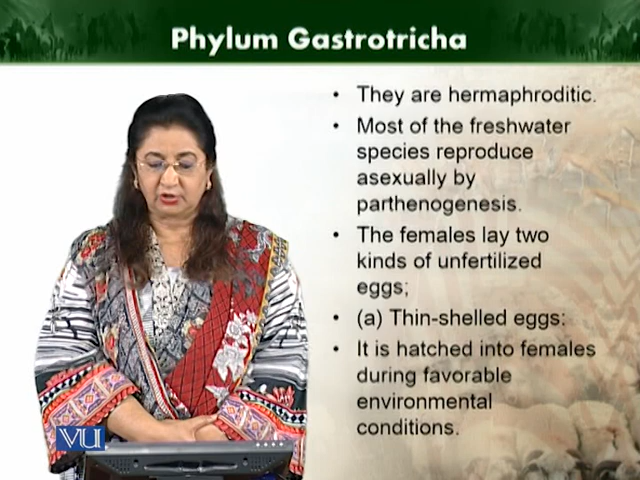 Phylum Gastrotricha
• They are hermaphroditic.
• Most of the freshwater
species reproduce
asexually by
parthenogenesis.
• The females lay two
kinds of unfertilized
eggs;
• (a) Thin-shelled eggs:
• It is hatched into females
during favorable
environmental
conditions.
VU